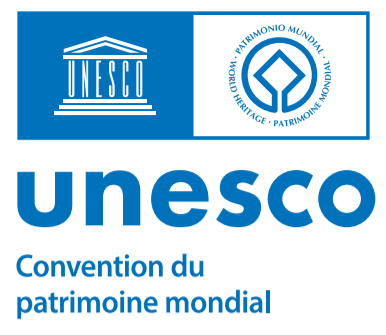 UNESCO
PATRIMONIO MUNDIAL · WORLD HERITAGE · PATRIMOINE MONDIAL ·
unesco
Convention du
patrimoine mondial